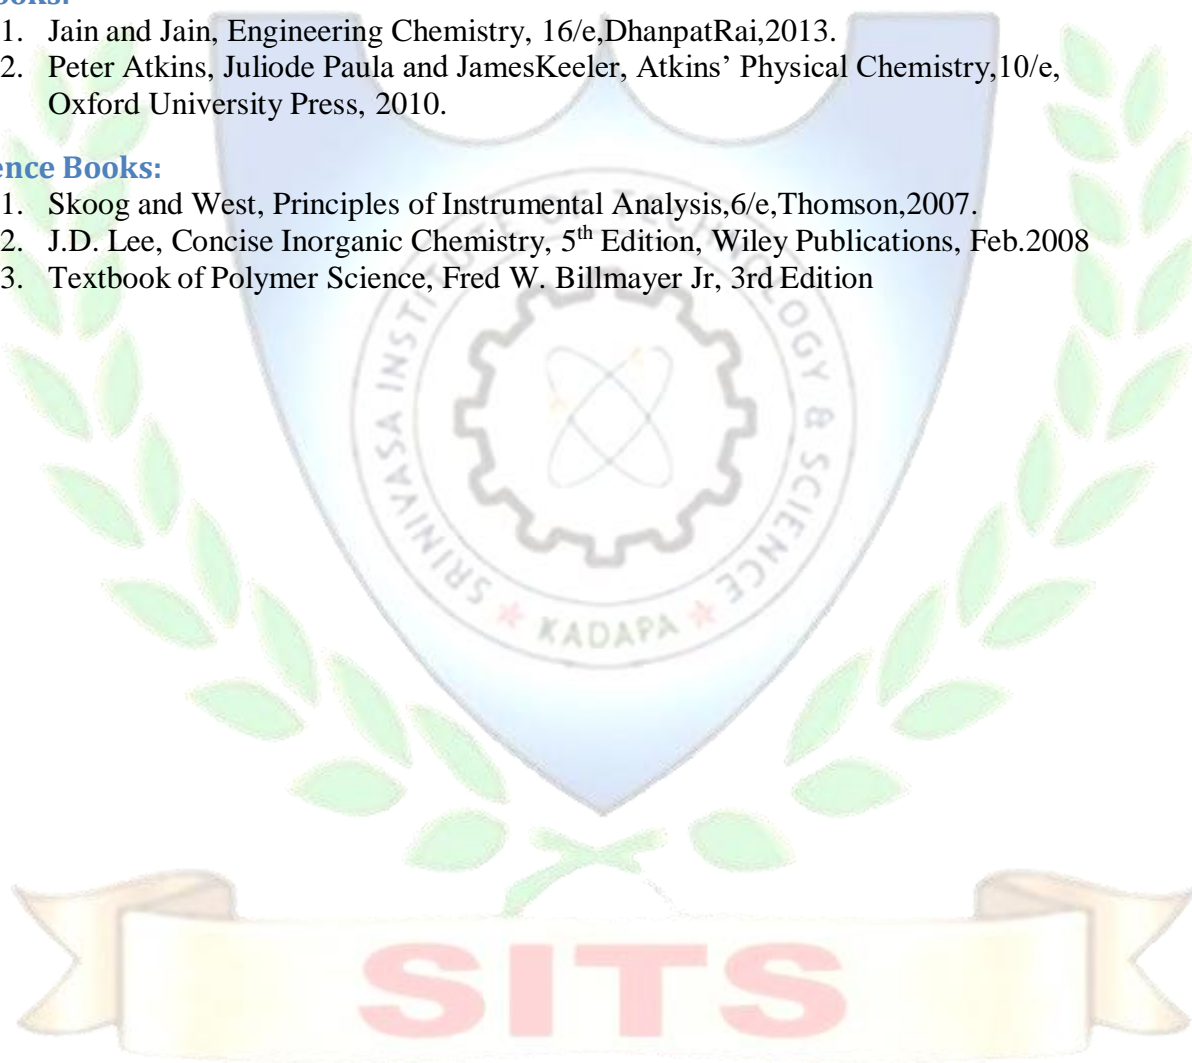 ooks:
1. Jain and Jain, Engineering Chemistry, 16/e,DhanpatRai,2013.
2. Peter Atkins, Juliode Paula and JamesKeeler, Atkins’ Physical Chemistry,10/e,
Oxford University Press, 2010.
ence Books:
1. Skoog and West, Principles of Instrumental Analysis,6/e,Thomson,2007.
2. J.D. Lee, Concise Inorganic Chemistry, 5th Edition, Wiley Publications, Feb.2008
3. Textbook of Polymer Science, Fred W. Billmayer Jr, 3rd Edition
SRINIVASA INSTITUTE OF TECHNOLOGY & SCIENCE
KADAPA
SITS